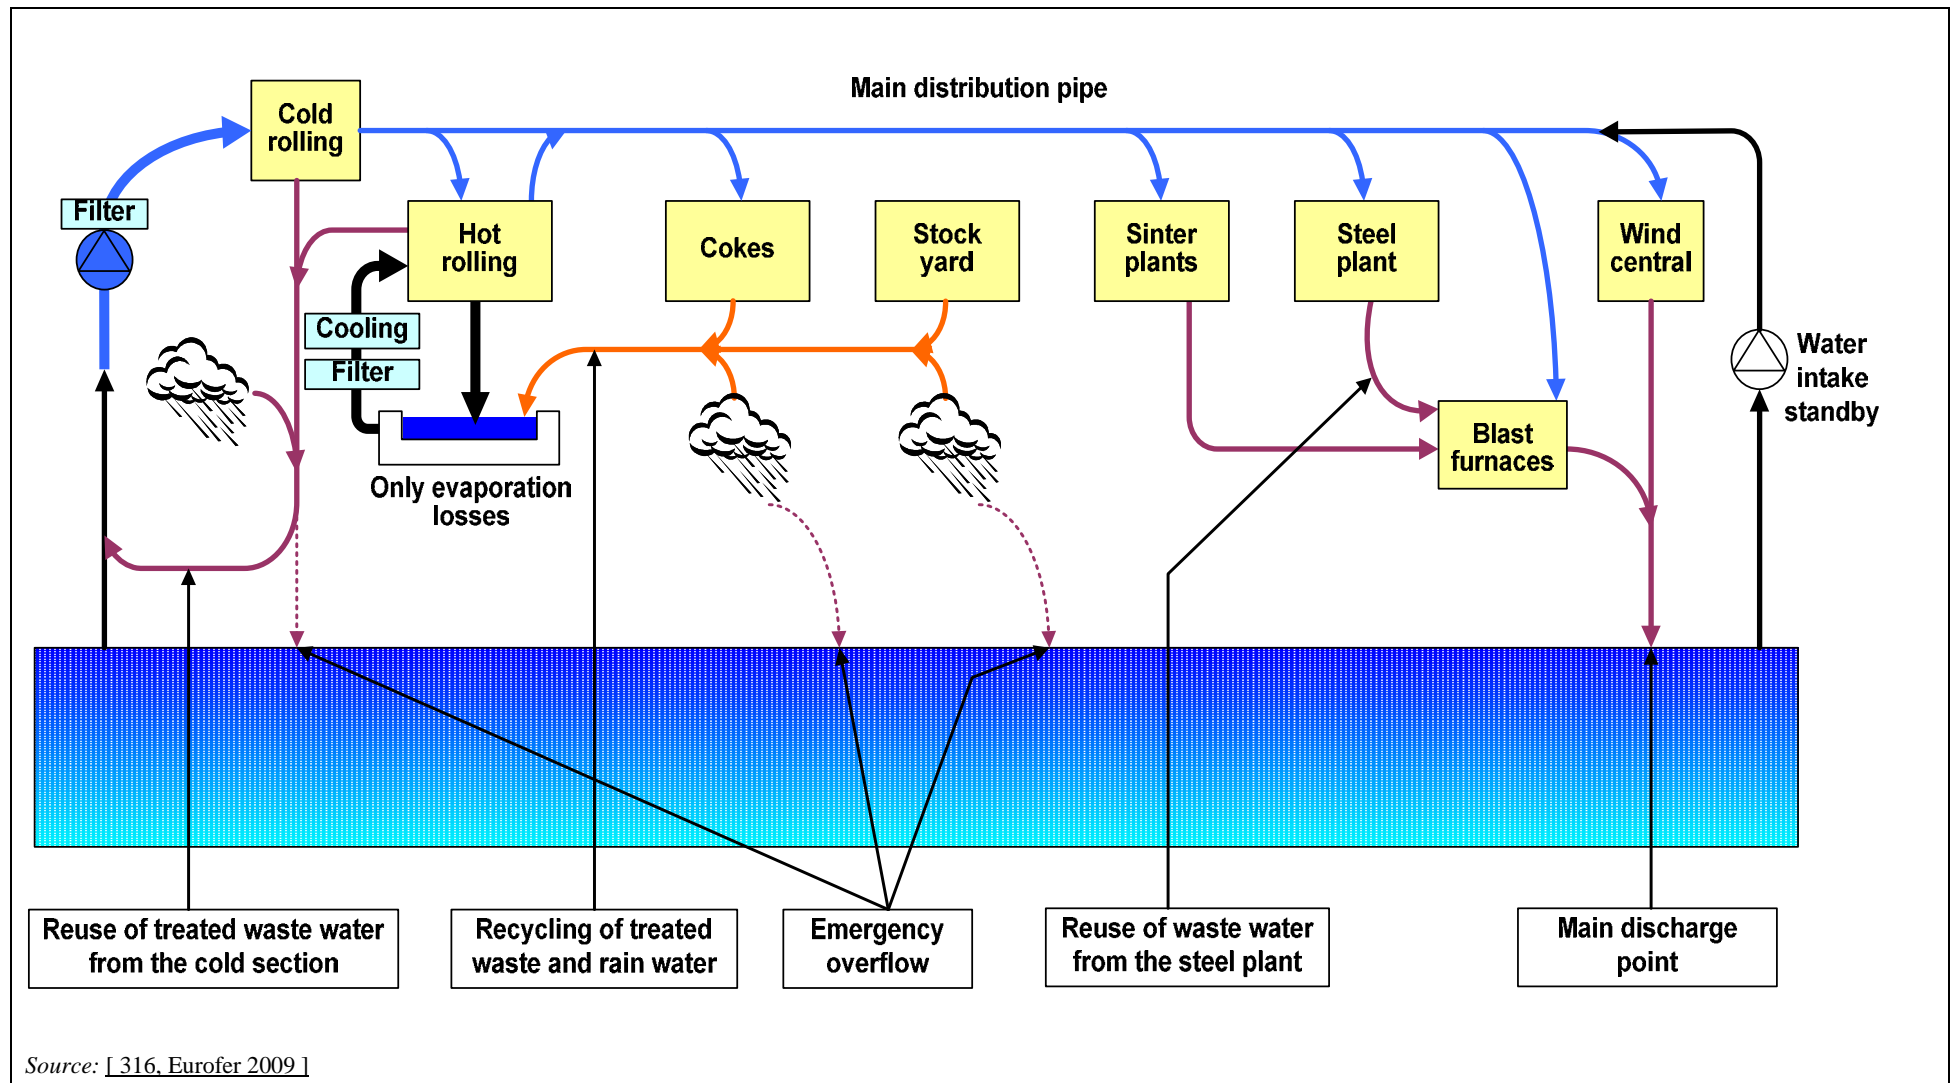 Main distribution pipe
Cold
rolling
Filter
Hot
rolling
Cokes
Stock
yard
Sinter
plants
Steel
plant
Wind
central
Cooling
Filter
Water
intake
standby
Blast
furnaces
Only evaporation
losses
Reuse of treated waste water
from the cold section
Recycling of treated
waste and rain water
Emergency
overflow
Reuse of waste water
from the steel plant
Main discharge
point
Source: [ 316, Eurofer 2009 ]